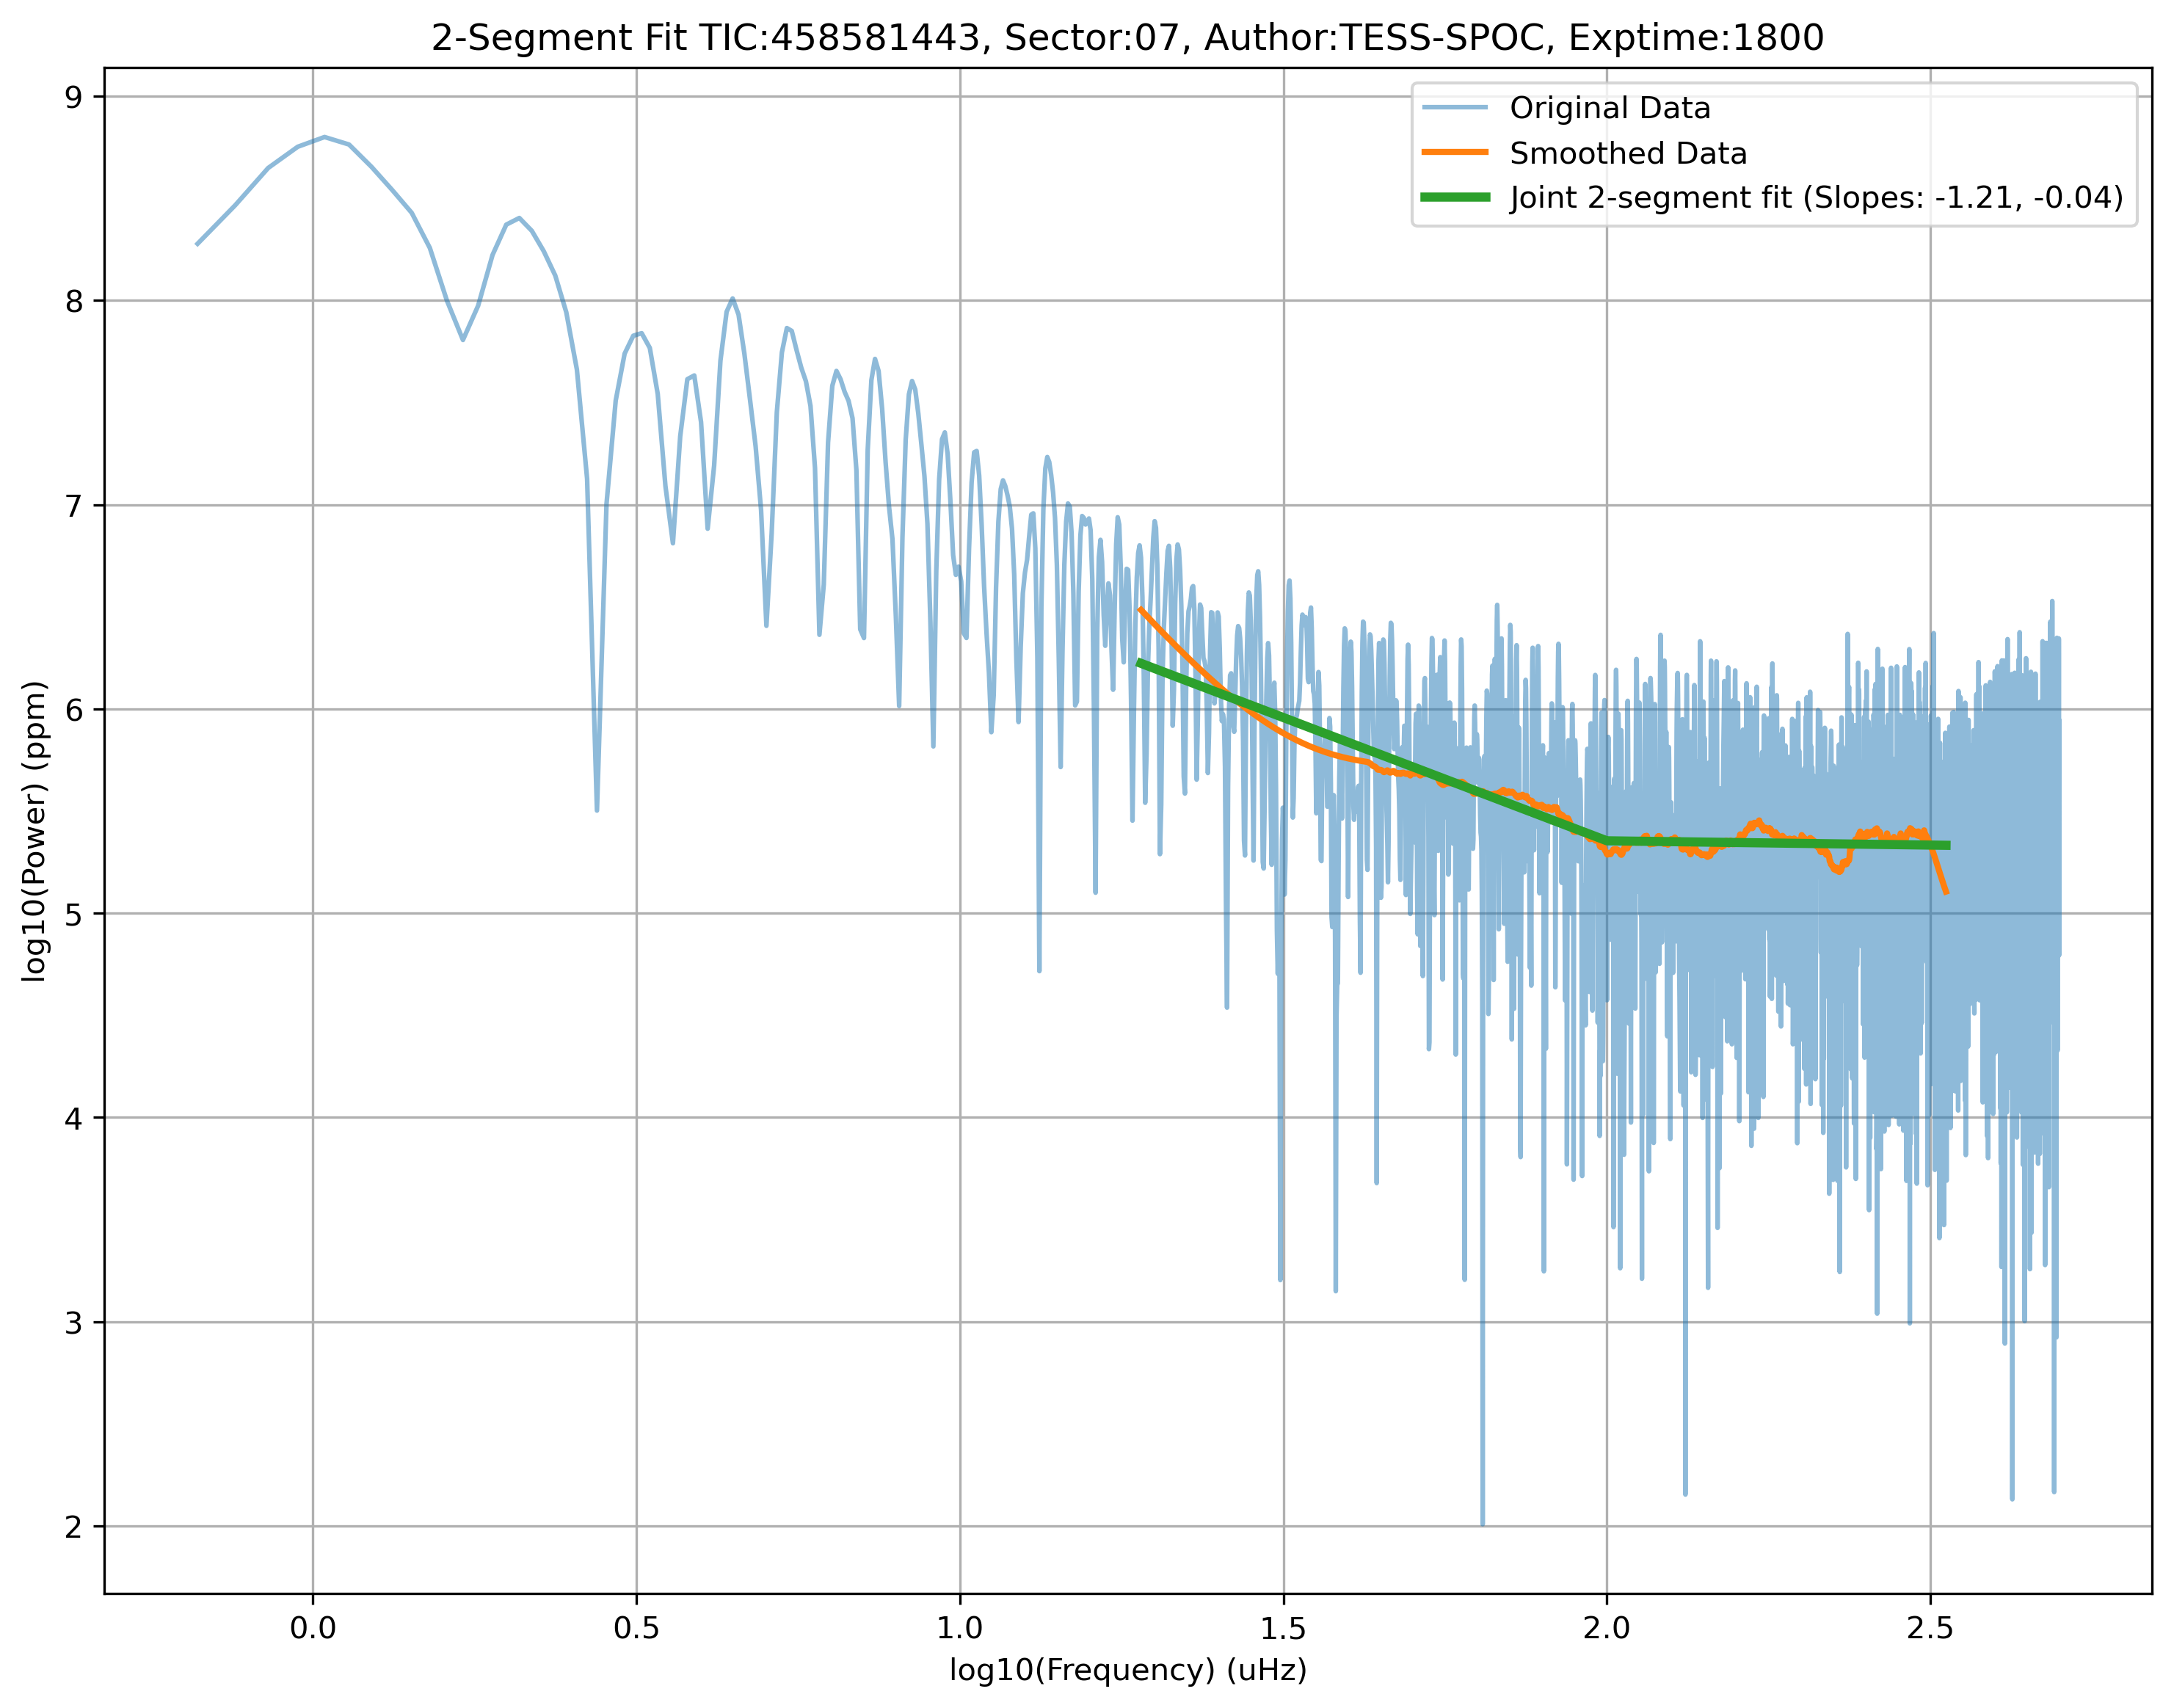 2-Segment Fit TIC:458581443, Sector:07, Author:TESS-SPOC, Exptime:1800
Original Data
Smoothed Data
Joint 2-segment fit (Slopes: -1.21, -0.04)
log10(Power) (ppm)
9
8
7
6
5
4
3
2
0.0
0.5
1.0
1.5
2.0
2.5
log10(Frequency) (uHz)